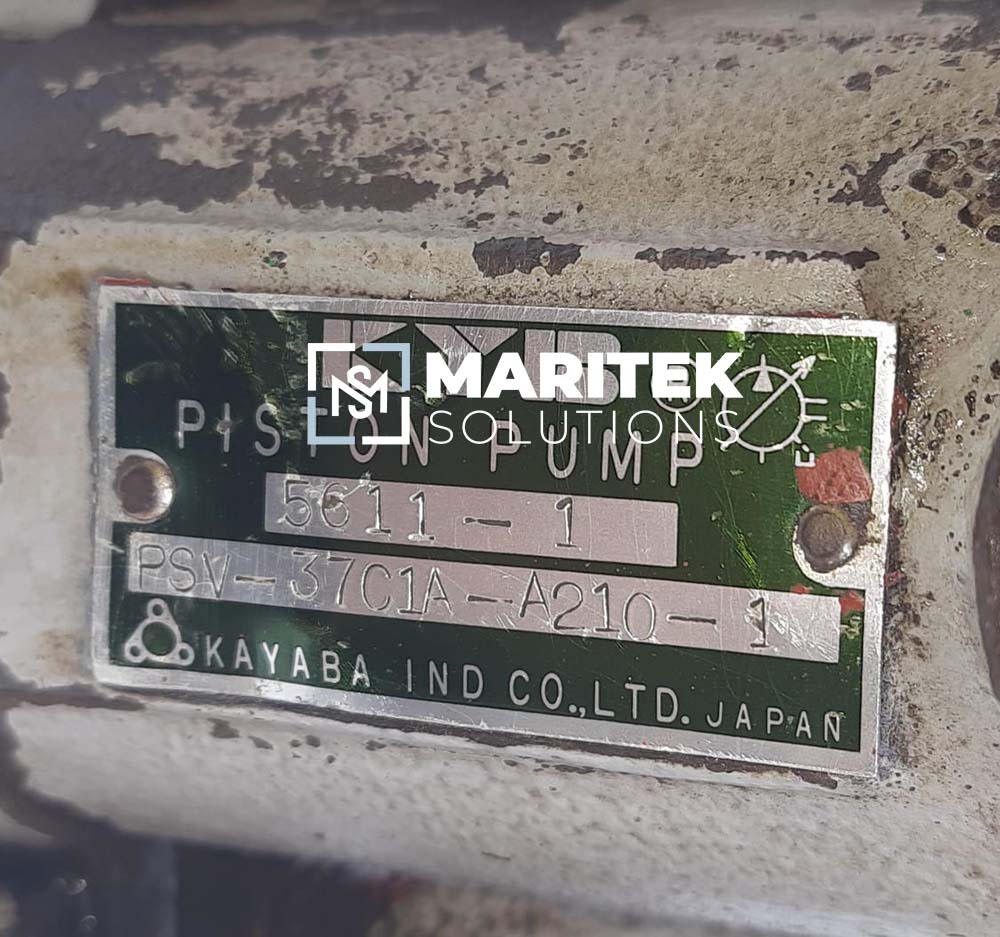 KYB
MARITEK
SOLUTIONS
PISTON PUMP
5611-1
PSV-37C1A-A210-1
KAYABA IND CO.,LTD. JAPAN